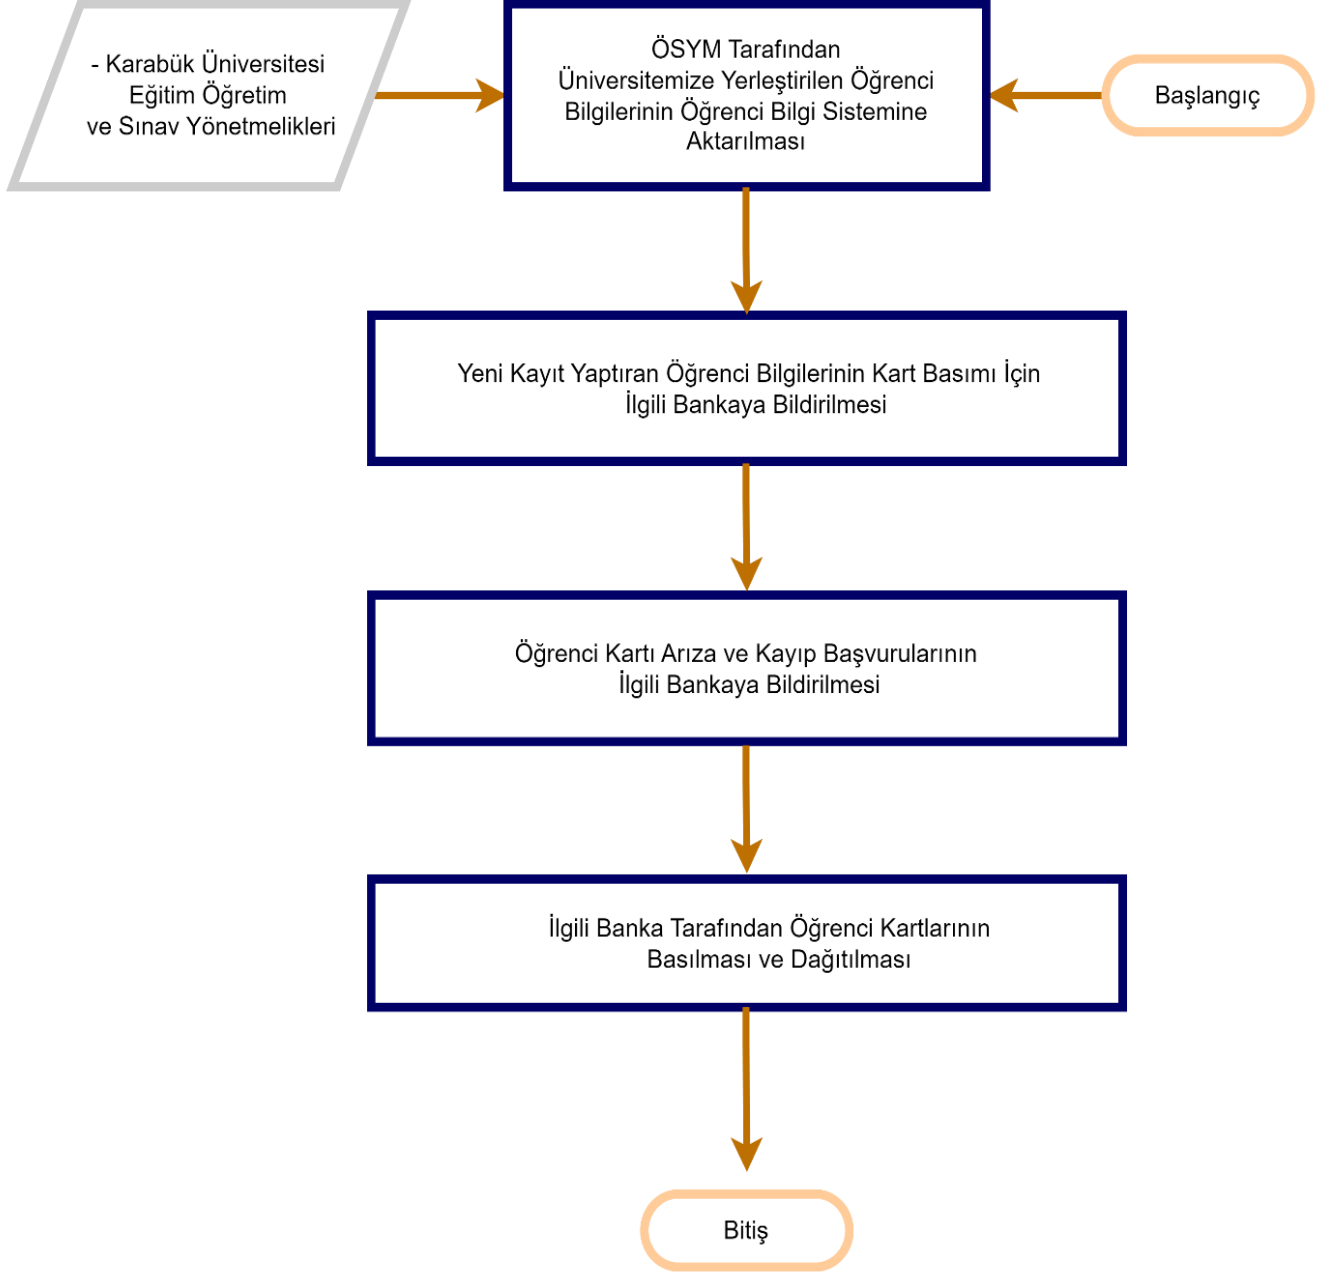 - Karabük Üniversitesi
Eğitim Öğretim
ve Sınav Yönetmelikleri
ÖSYM Tarafından
Üniversitemize Yerleştirilen Öğrenci
Bilgilerinin Öğrenci Bilgi Sistemine
Aktarılması
Başlangıç
Yeni Kayıt Yaptıran Öğrenci Bilgilerinin Kart Basımı İçin
İlgili Bankaya Bildirilmesi
Öğrenci Kartı Arıza ve Kayıp Başvurularının
İlgili Bankaya Bildirilmesi
İlgili Banka Tarafından Öğrenci Kartlarının
Basılması ve Dağıtılması
Bitiş